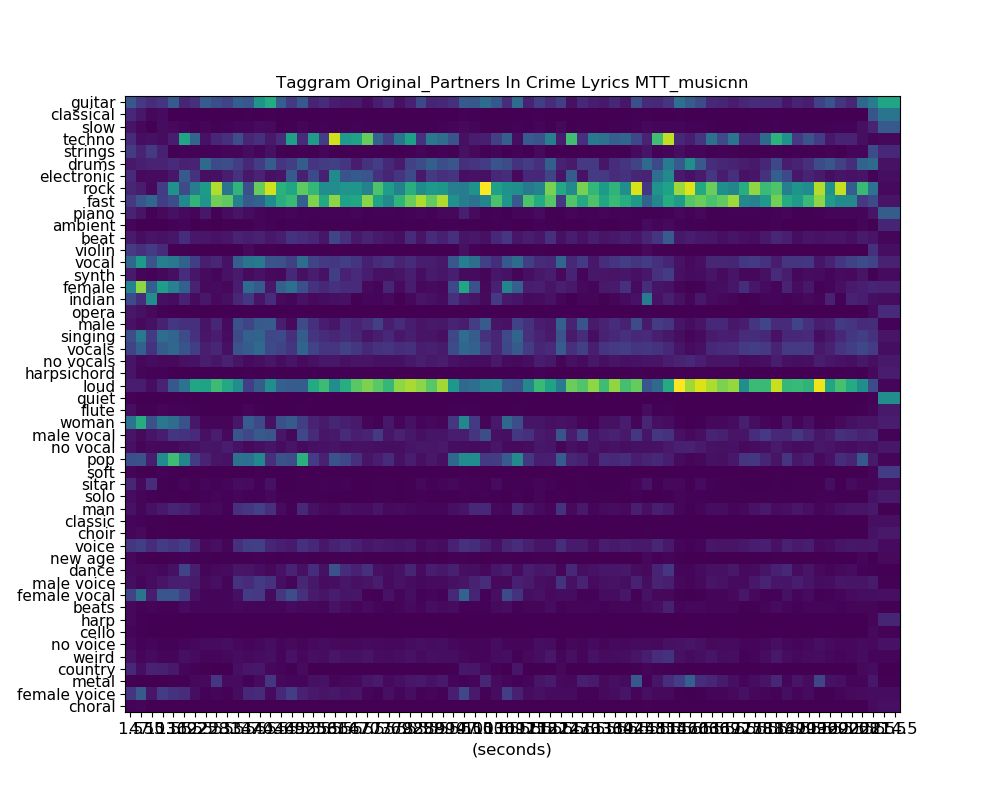 Taggram Original_Partners In Crime Lyrics MTT_musicnn
guitar
classical
slow
techno
strings
drums
electronic
rock
fast
piano
ambient
beat
violin
vocal
synth
female
indian
opera
male
singing
vocals
no vocals
harpsichord
loud
quiet
flute
woman
male vocal
no vocal
pop
soft
sitar
solo
man
classic
choir
voice
new age
dance
male voice
female vocal
beats
harp
cello
no voice
weird
country
metal
female voice
choral
(seconds)